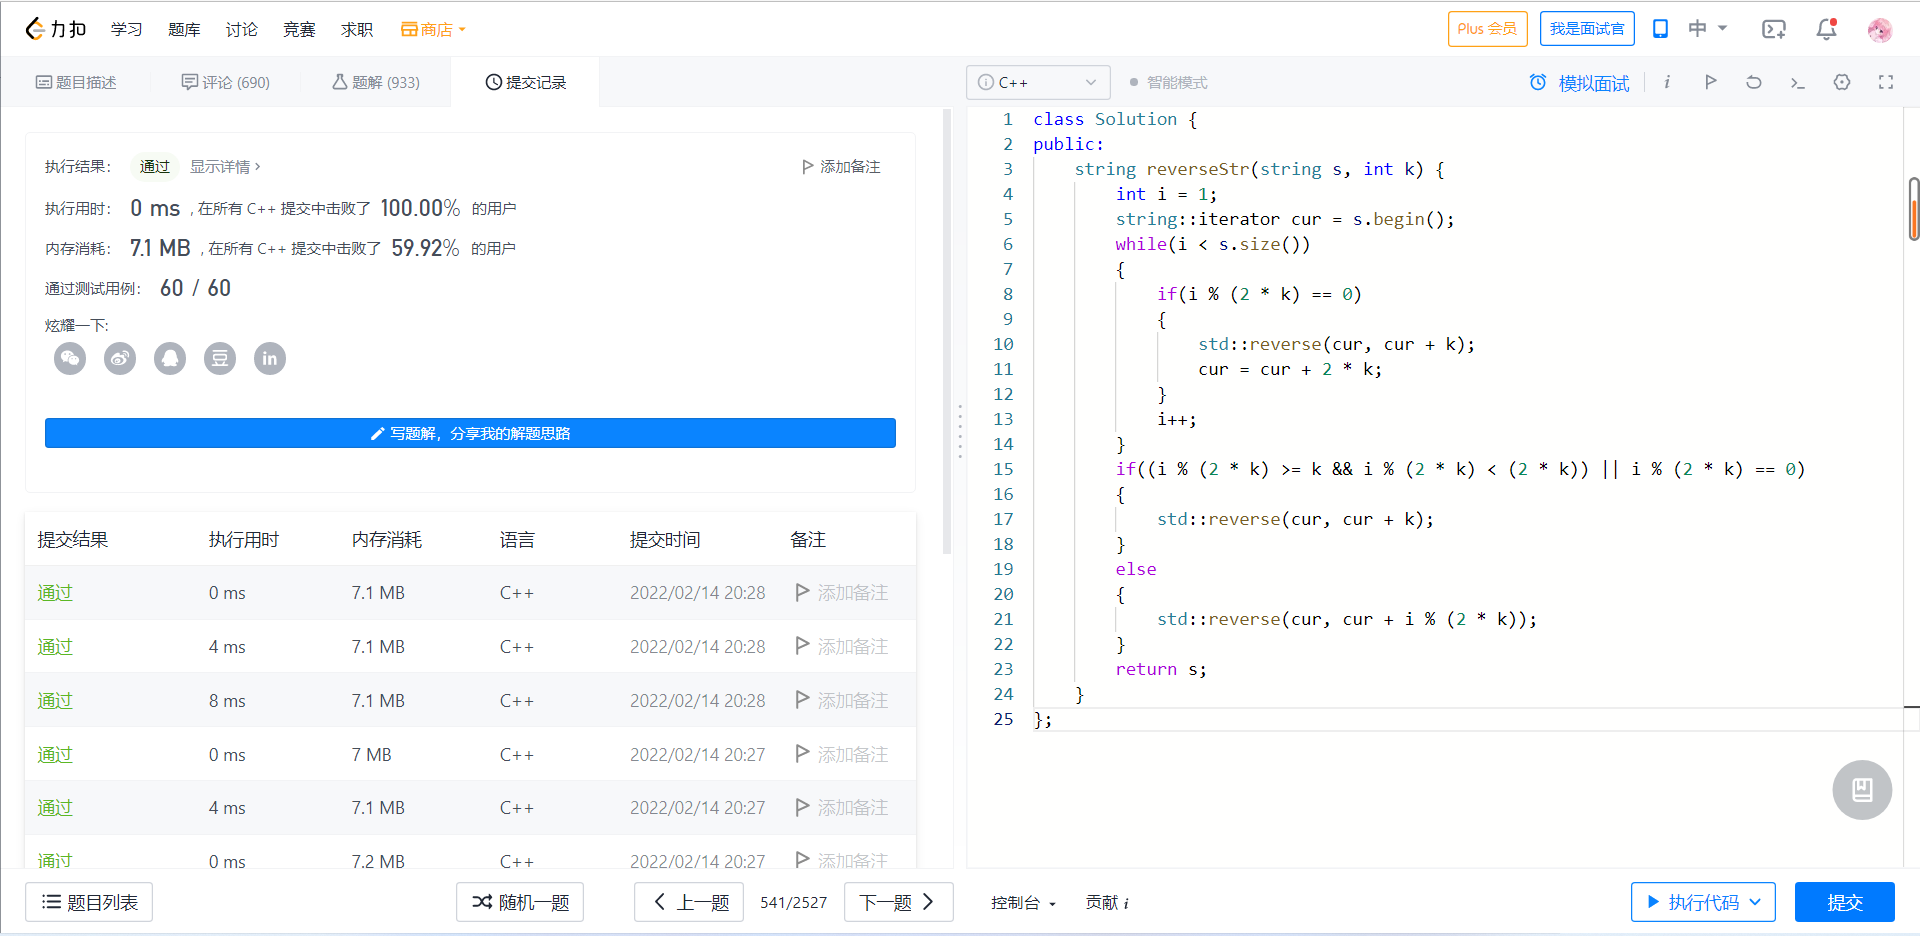 力扣 学习 题库 讨论 竞赛 求职 商店 Plus 会员 我是面试官 中
题目描述 评论 (690) 题解 (933) 提交记录
C++ 智能模式 模拟面试 i
执行结果： 通过 显示详情 › 添加备注
执行用时： 0 ms , 在所有 C++ 提交中击败了 100.00% 的用户
内存消耗： 7.1 MB , 在所有 C++ 提交中击败了 59.92% 的用户
通过测试用例： 60 / 60
炫耀一下:
豆 in
写题解，分享我的解题思路
提交结果 执行用时 内存消耗 语言 提交时间 备注
通过 0 ms 7.1 MB C++ 2022/02/14 20:28 添加备注
通过 4 ms 7.1 MB C++ 2022/02/14 20:28 添加备注
通过 8 ms 7.1 MB C++ 2022/02/14 20:28 添加备注
通过 0 ms 7 MB C++ 2022/02/14 20:27 添加备注
通过 4 ms 7.1 MB C++ 2022/02/14 20:27 添加备注
通过 0 ms 7.2 MB C++ 2022/02/14 20:27 添加备注
1 class Solution {
2 public:
3 string reverseStr(string s, int k) {
4 int i = 1;
5 string::iterator cur = s.begin();
6 while(i < s.size())
7 {
8 if(i % (2 * k) == 0)
9 {
10 std::reverse(cur, cur + k);
11 cur = cur + 2 * k;
12 }
13 i++;
14 }
15 if((i % (2 * k) >= k && i % (2 * k) < (2 * k)) || i % (2 * k) == 0)
16 {
17 std::reverse(cur, cur + k);
18 }
19 else
20 {
21 std::reverse(cur, cur + i % (2 * k));
22 }
23 return s;
24 }
25 };
题目列表 随机一题 上一题 541/2527 下一题 控制台 贡献 i 执行代码 提交